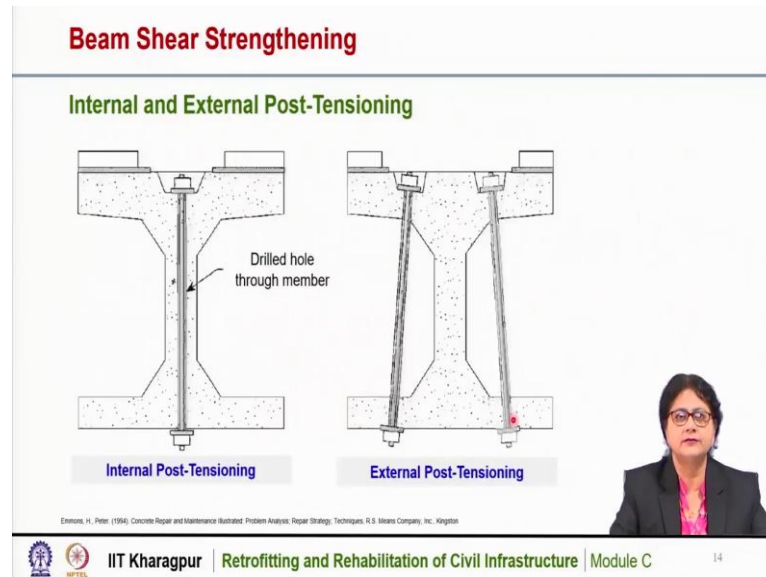 Beam Shear Strengthening
Internal and External Post-Tensioning
Drilled hole
through member
Internal Post-Tensioning
External Post-Tensioning
Emmons, H., Peter. (1994). Concrete Repair and Maintenance Illustrated: Problem Analysis; Repair Strategy; Techniques, R.S. Means Company, Inc., Kingston
NPTEL
IIT Kharagpur | Retrofitting and Rehabilitation of Civil Infrastructure | Module C
14